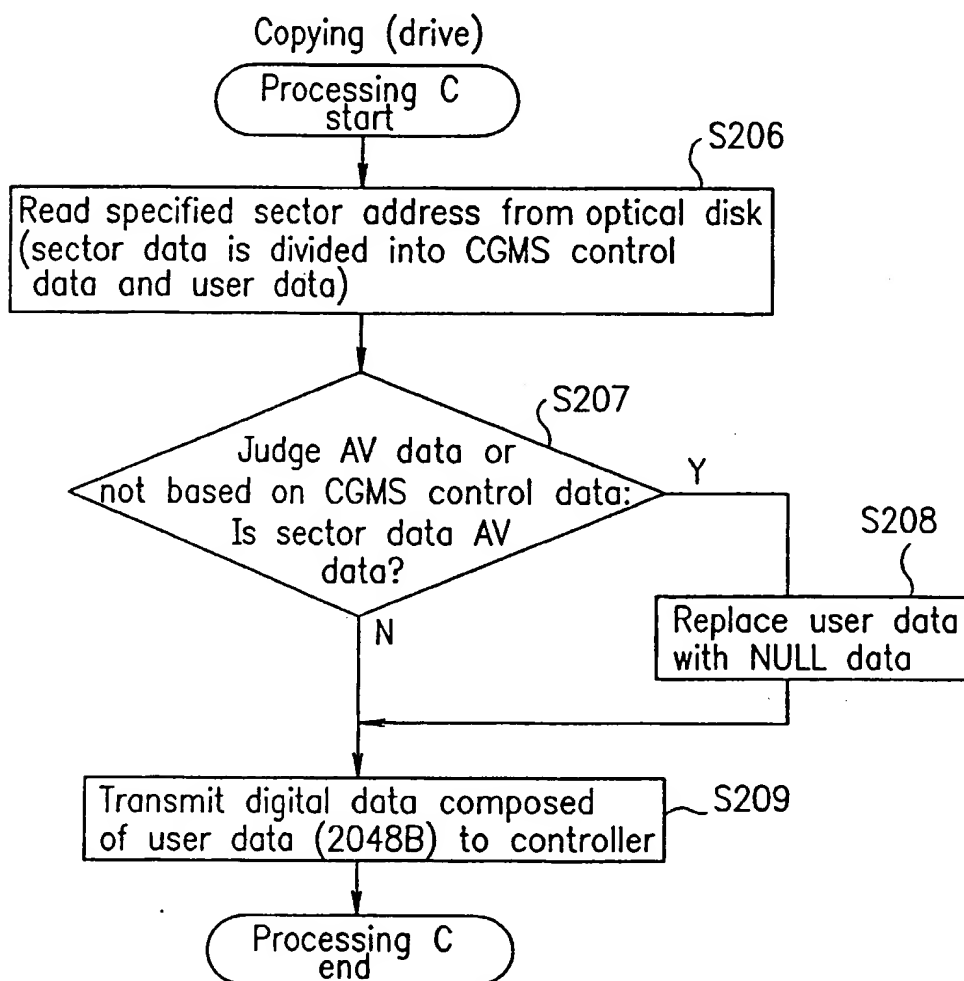 Copying (drive)
Processing C
start
S206
Read specified sector address from optical disk
(sector data is divided into CGMS control
data and user data)
S207
Judge AV data or
not based on CGMS control data:
Is sector data AV
data?
Y
N
S208
Replace user data
with NULL data
Transmit digital data composed
of user data (2048B) to controller
S209
Processing C
end